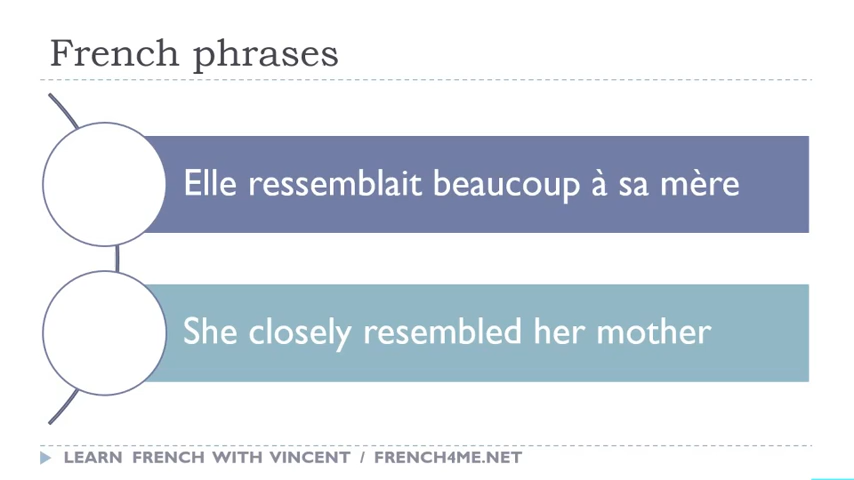 French phrases
Elle ressemblait beaucoup à sa mère
She closely resembled her mother
LEARN FRENCH WITH VINCENT / FRENCH4ME.NET